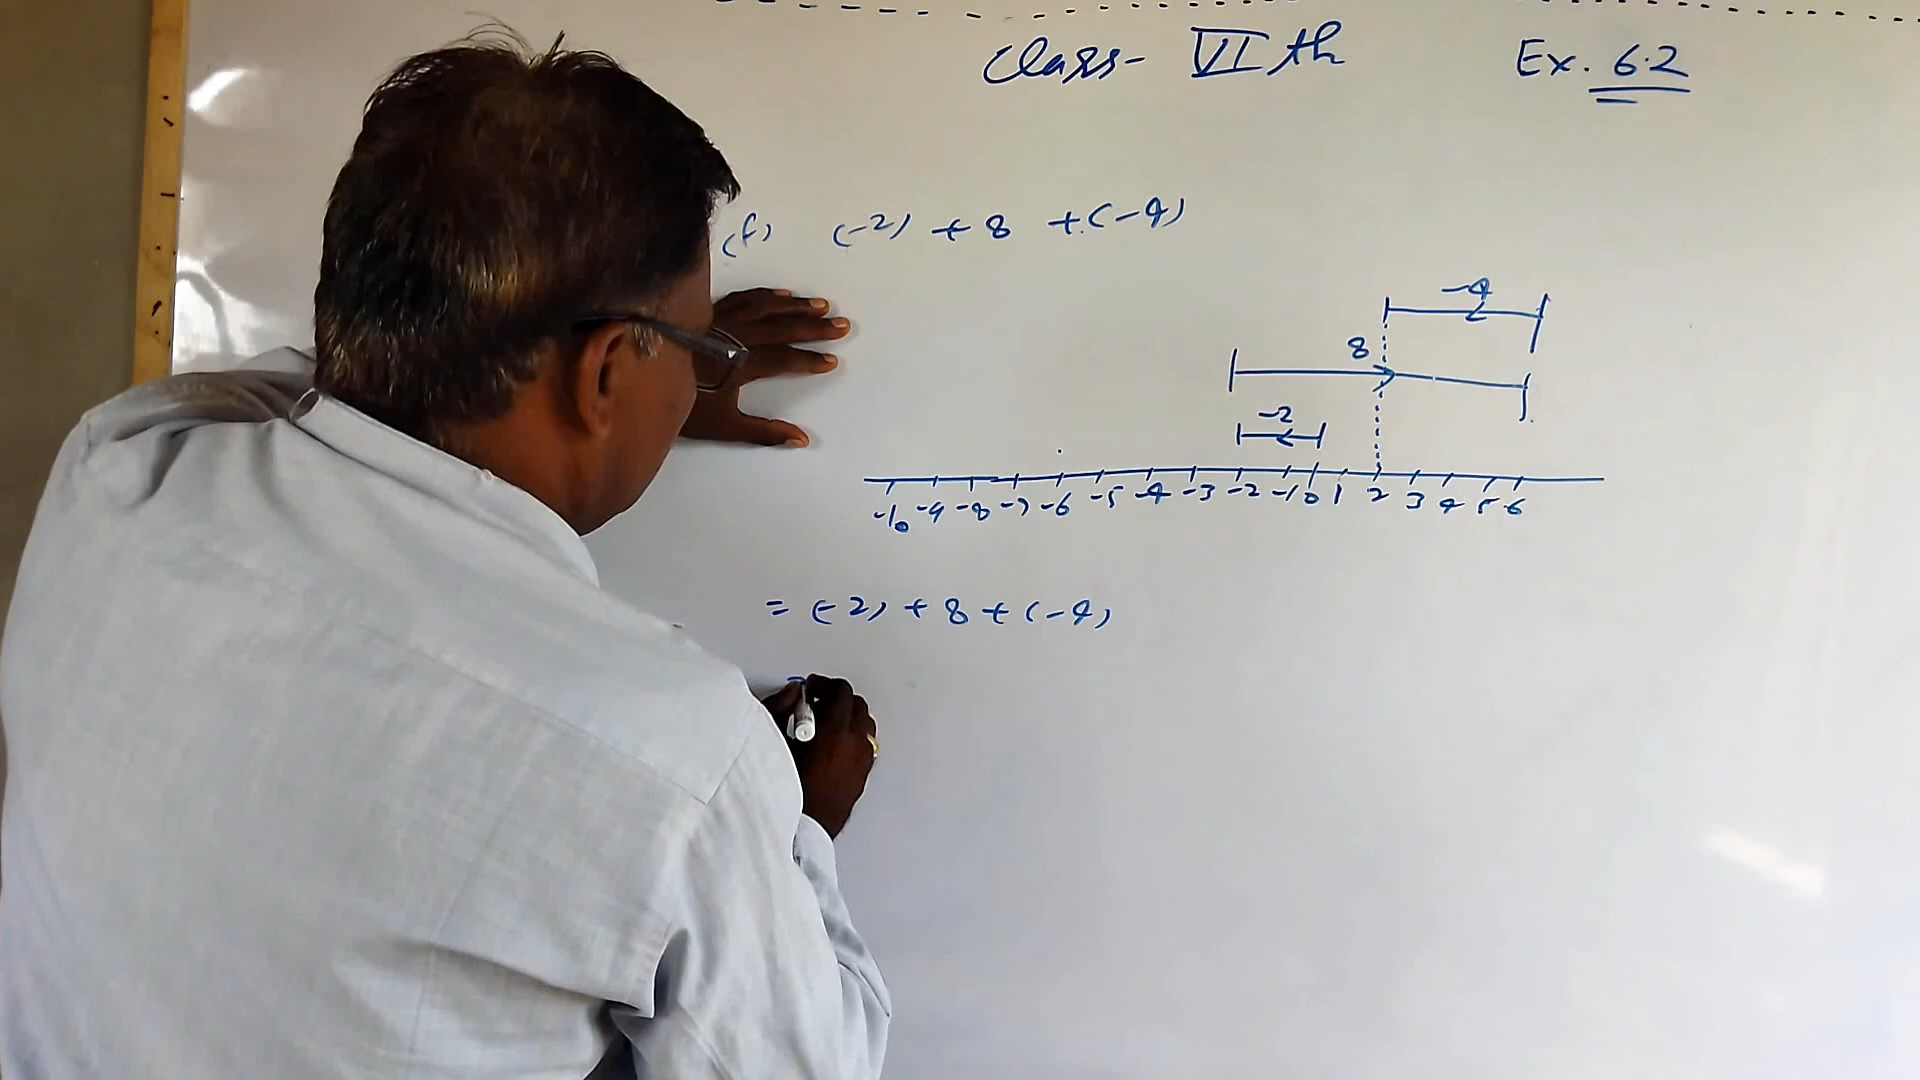 Class- VI th Ex. 6.2
(f) (-2) + 8 + (-4)
-4
8
-2
-10 -9 -8 -7 -6 -5 -4 -3 -2 -1 0 1 2 3 4 5 6
= (-2) + 8 + (-4)
=